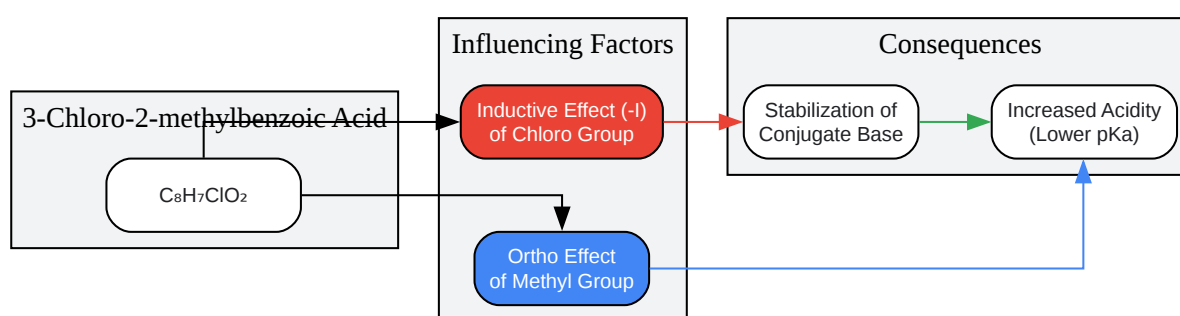 3-Chloro-2-methylbenzoic Acid
C₈H₇ClO₂
Influencing Factors
Inductive Effect (-I)
of Chloro Group
Ortho Effect
of Methyl Group
Consequences
Stabilization of
Conjugate Base
Increased Acidity
(Lower pKa)